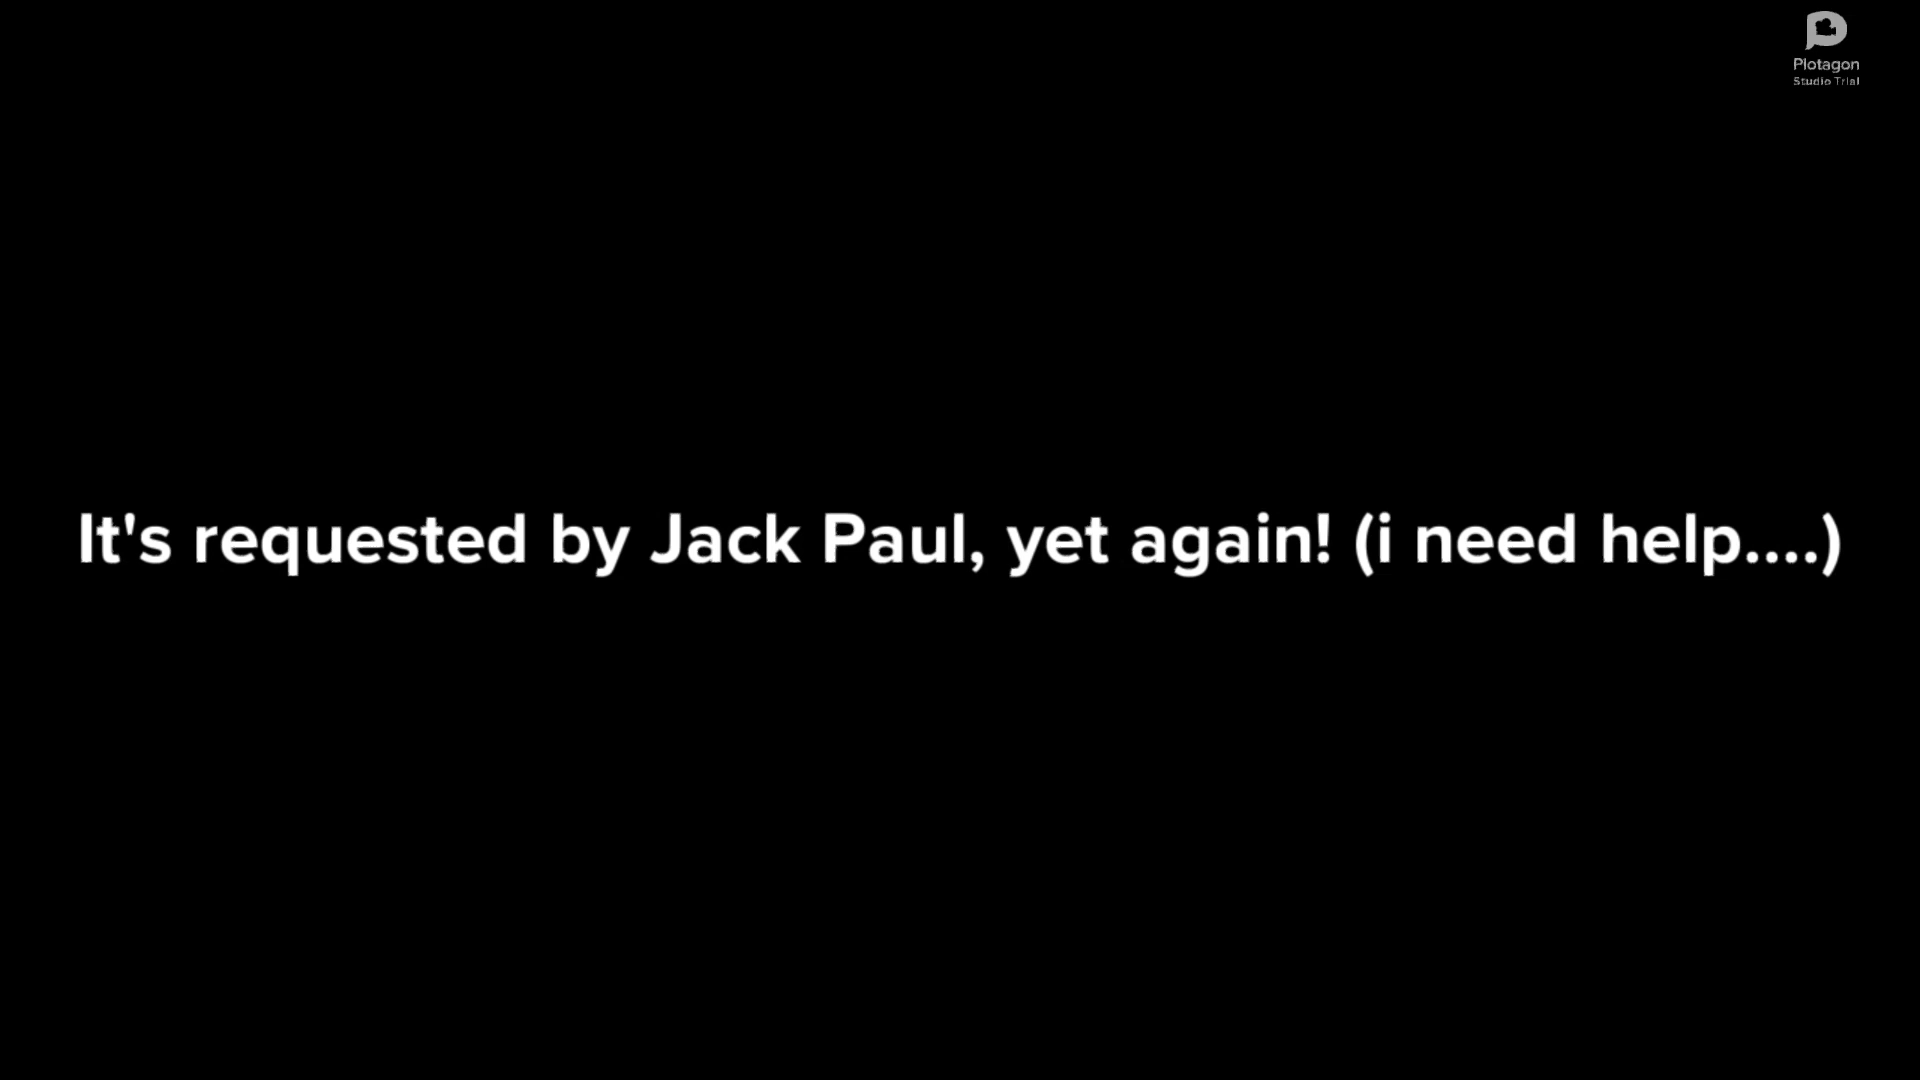 Plotagon
Studio Trial
It's requested by Jack Paul, yet again! (i need help....)